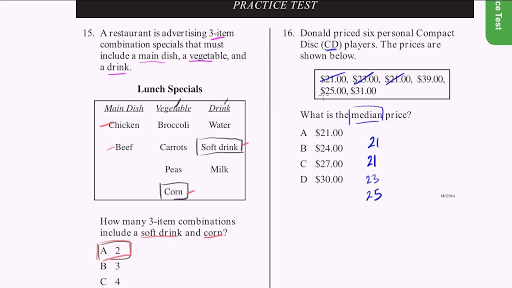 PRACTICE TEST
ce Test
15. A restaurant is advertising 3-item
combination specials that must
include a main dish, a vegetable, and
a drink.
Lunch Specials
Main Dish Vegetable Drink
Chicken Broccoli Water
Beef Carrots Soft drink
Peas Milk
Corn
How many 3-item combinations
include a soft drink and corn?
A 2
B 3
C 4
16. Donald priced six personal Compact
Disc (CD) players. The prices are
shown below.
$21.00, $23.00, $21.00, $39.00,
$25.00, $31.00
What is the median price?
A $21.00
B $24.00
C $27.00
D $30.00
21
21
23
25
M02964